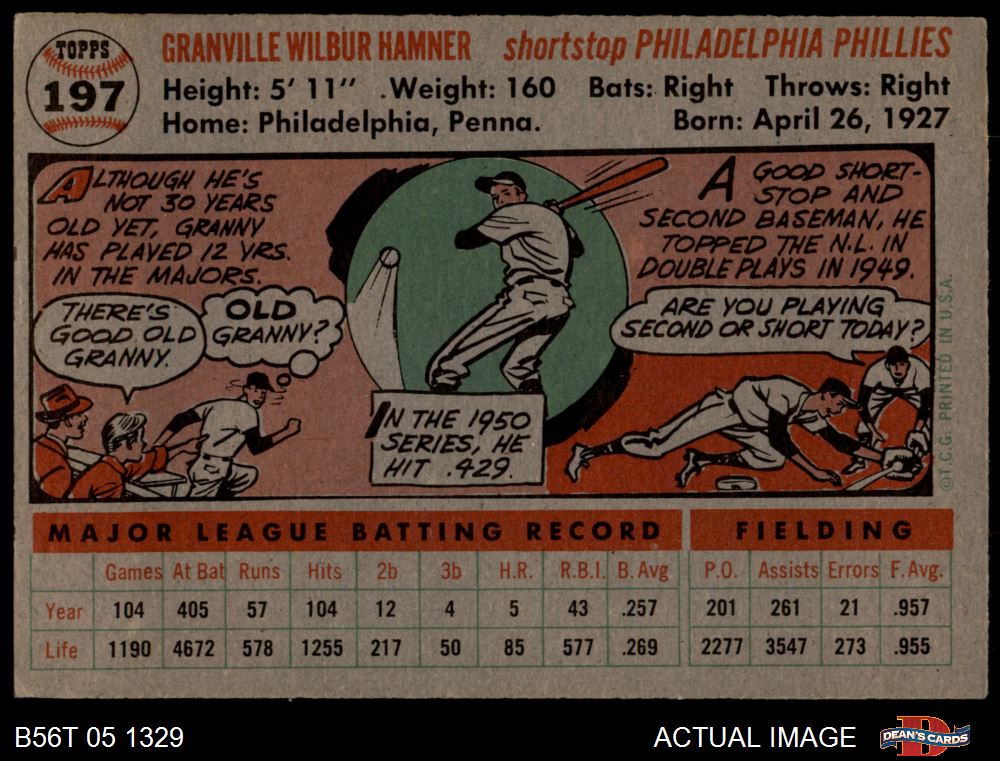 TOPPS
197
GRANVILLE WILBUR HAMNER shortstop PHILADELPHIA PHILLIES
Height: 5' 11" . Weight: 160 Bats: Right Throws: Right
Home: Philadelphia, Penna. Born: April 26, 1927
ALTHOUGH HE'S
NOT 30 YEARS
OLD YET, GRANNY
HAS PLAYED 12 YRS.
IN THE MAJORS.
THERE'S
GOOD OLD
GRANNY.
OLD
GRANNY?
IN THE 1950
SERIES, HE
HIT .429.
A GOOD SHORT-
STOP AND
SECOND BASEMAN, HE
TOPPED THE N.L. IN
DOUBLE PLAYS IN 1949.
ARE YOU PLAYING
SECOND OR SHORT TODAY?
©T.C.G. PRINTED IN U.S.A.
MAJOR LEAGUE BATTING RECORD FIELDING
Games At Bat Runs Hits 2b 3b H.R. R.B.I. B. Avg P.O. Assists Errors F. Avg.
Year 104 405 57 104 12 4 5 43 .257 201 261 21 .957
Life 1190 4672 578 1255 217 50 85 577 .269 2277 3547 273 .955
B56T 05 1329 ACTUAL IMAGE DEAN'S CARDS